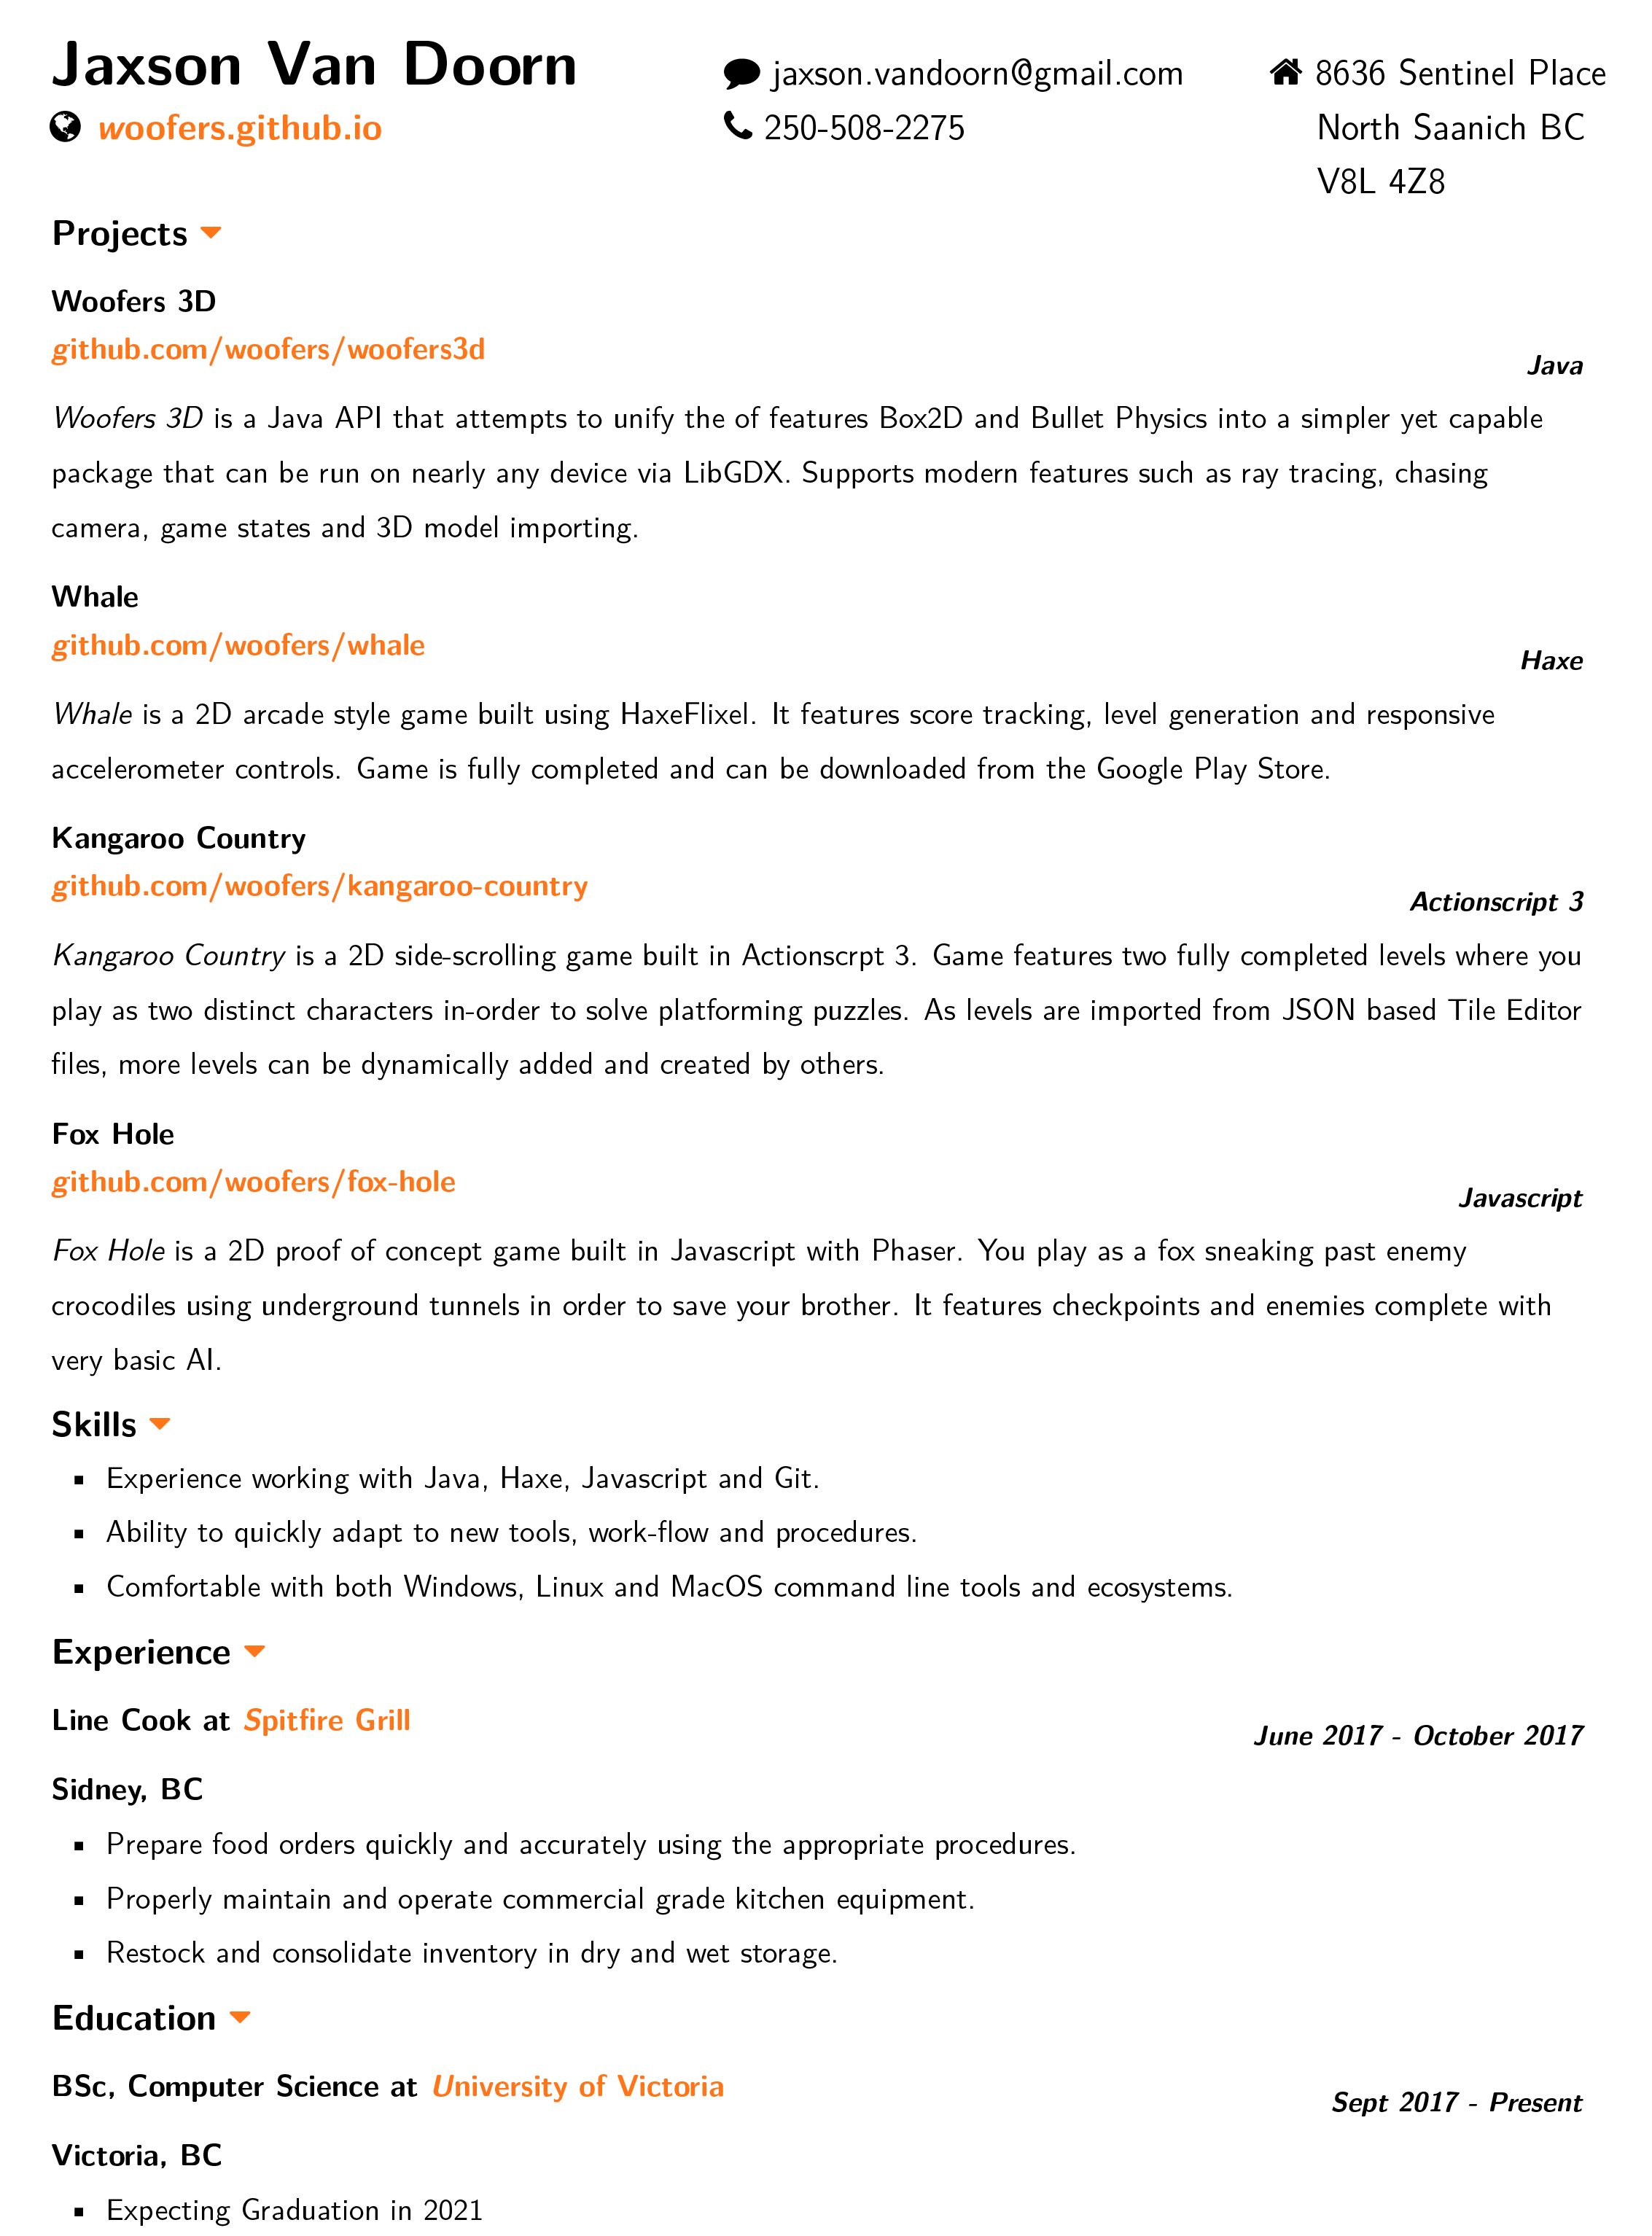 Jaxson Van Doorn
woofers.github.io
jaxson.vandoorn@gmail.com
250-508-2275
8636 Sentinel Place
North Saanich BC
V8L 4Z8
Projects
Woofers 3D
github.com/woofers/woofers3d
Java
Woofers 3D is a Java API that attempts to unify the of features Box2D and Bullet Physics into a simpler yet capable
package that can be run on nearly any device via LibGDX. Supports modern features such as ray tracing, chasing
camera, game states and 3D model importing.
Whale
github.com/woofers/whale
Haxe
Whale is a 2D arcade style game built using HaxeFlixel. It features score tracking, level generation and responsive
accelerometer controls. Game is fully completed and can be downloaded from the Google Play Store.
Kangaroo Country
github.com/woofers/kangaroo-country
Actionscript 3
Kangaroo Country is a 2D side-scrolling game built in Actionscrpt 3. Game features two fully completed levels where you
play as two distinct characters in-order to solve platforming puzzles. As levels are imported from JSON based Tile Editor
files, more levels can be dynamically added and created by others.
Fox Hole
github.com/woofers/fox-hole
Javascript
Fox Hole is a 2D proof of concept game built in Javascript with Phaser. You play as a fox sneaking past enemy
crocodiles using underground tunnels in order to save your brother. It features checkpoints and enemies complete with
very basic AI.
Skills
▪ Experience working with Java, Haxe, Javascript and Git.
▪ Ability to quickly adapt to new tools, work-flow and procedures.
▪ Comfortable with both Windows, Linux and MacOS command line tools and ecosystems.
Experience
Line Cook at Spitfire Grill
June 2017 - October 2017
Sidney, BC
▪ Prepare food orders quickly and accurately using the appropriate procedures.
▪ Properly maintain and operate commercial grade kitchen equipment.
▪ Restock and consolidate inventory in dry and wet storage.
Education
BSc, Computer Science at University of Victoria
Sept 2017 - Present
Victoria, BC
▪ Expecting Graduation in 2021